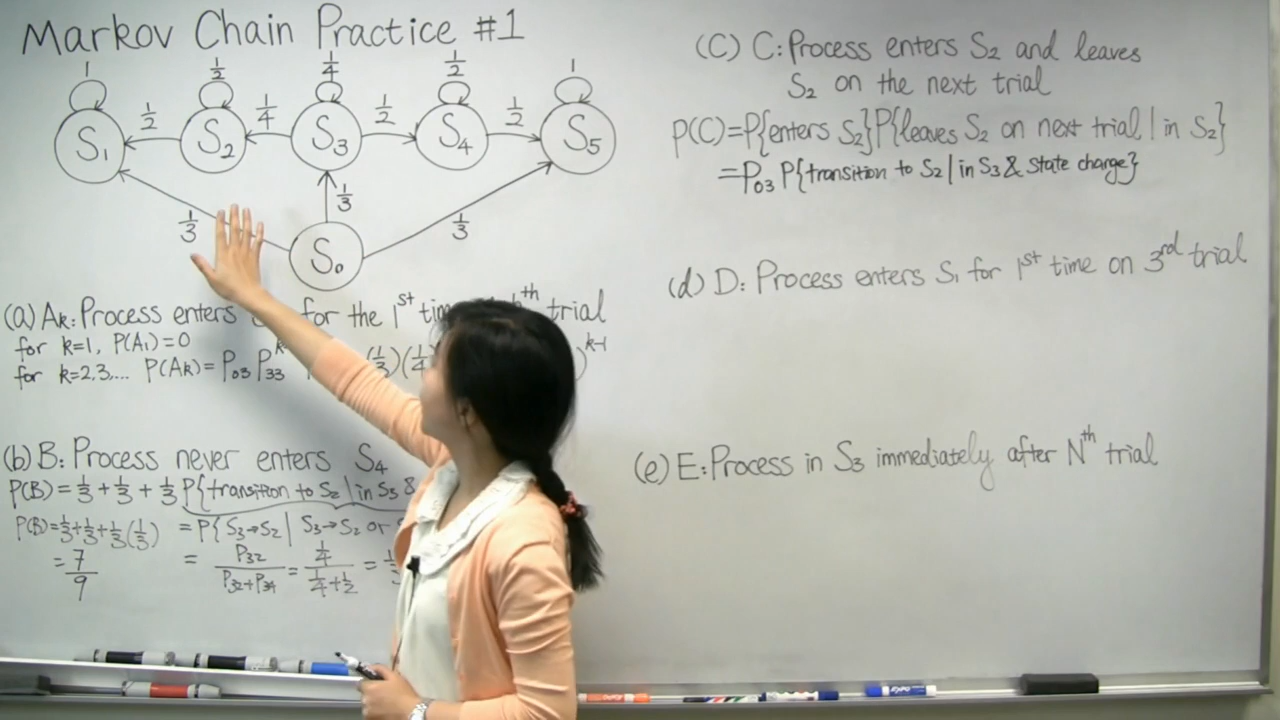 Markov Chain Practice #1
1 1/2 1/4 1/2 1
1/2 1/4 1/2 1/2
S1 S2 S3 S4 S5
1/3 1/3 1/3
S0
(a) Ak: Process enters for the 1st th trial
for k=1, P(A1)=0
for k=2,3,... P(Ak)= P03 P33 (1/3)(1/4 )^k-1
(b) B: Process never enters S4
P(B) = 1/3 + 1/3 + 1/3 P{transition to S2 | in S3 &
P(B)=1/3+1/3+1/3(1/3) = P{S3→S2 | S3→S2 or
= 7/9 = P32/(P32+P34) = 1/4/(1/4+1/2) =
(C) C: Process enters S2 and leaves
S2 on the next trial
P(C)=P{enters S2}P{leaves S2 on next trial | in S2}
=P03 P{transition to S2 | in S3 & state charge}
(d) D: Process enters S1 for 1st time on 3rd trial
(e) E: Process in S3 immediately after Nth trial
EXPO